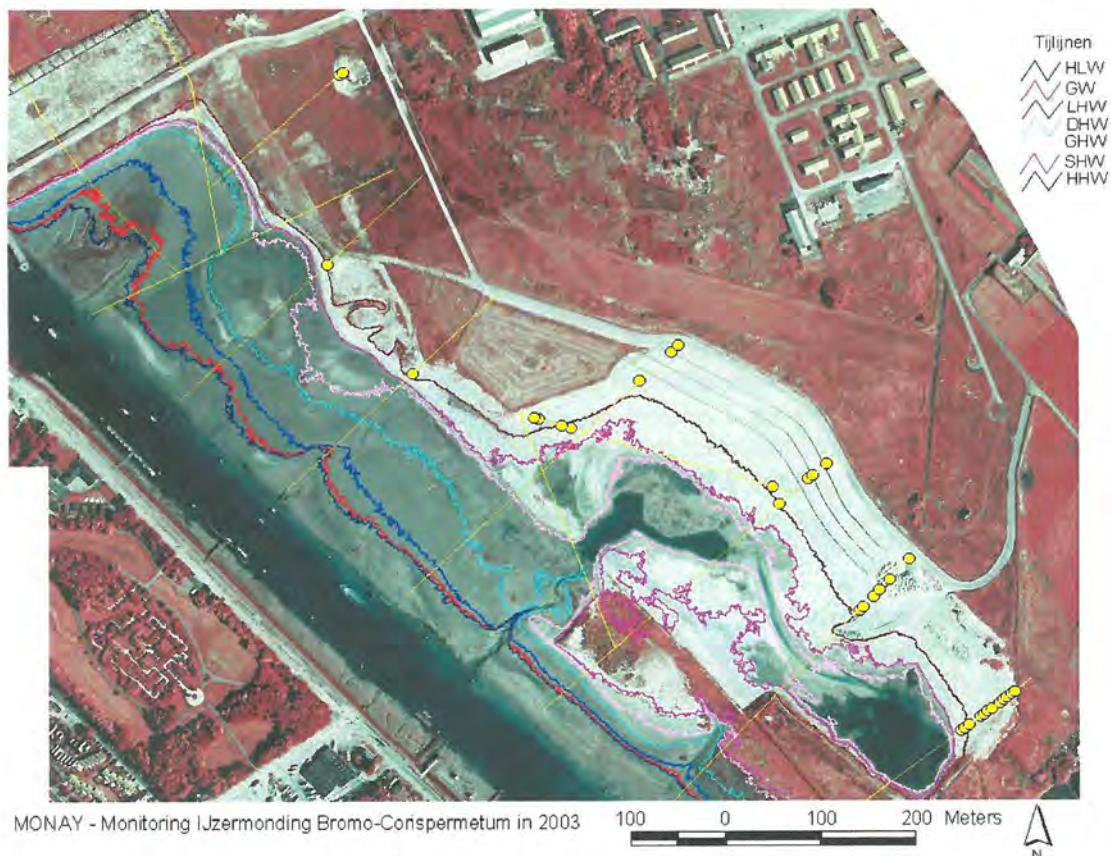 Tijlijnen
HLW
GW
LHW
DHW
GHW
SHW
HHW
MONAY - Monitoring IJzermonding Bromo-Corispermetum in 2003
100 0 100 200 Meters
N